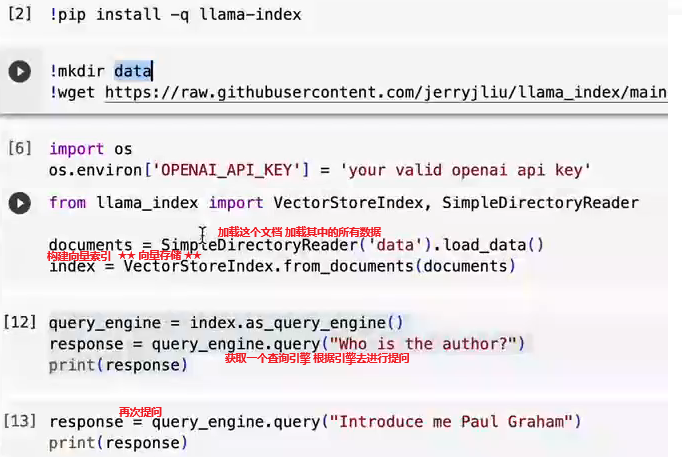 [2] !pip install -q llama-index
!mkdir data
!wget https://raw.githubusercontent.com/jerryjliu/llama_index/main
[6] import os
os.environ['OPENAI_API_KEY'] = 'your valid openai api key'
from llama_index import VectorStoreIndex, SimpleDirectoryReader
加载这个文档 加载其中的所有数据
documents = SimpleDirectoryReader('data').load_data()
构建向量索引 ★★ 向量存储 ★★
index = VectorStoreIndex.from_documents(documents)
[12] query_engine = index.as_query_engine()
response = query_engine.query("Who is the author?")
获取一个查询引擎 根据引擎去进行提问
print(response)
再次提问
[13] response = query_engine.query("Introduce me Paul Graham")
print(response)